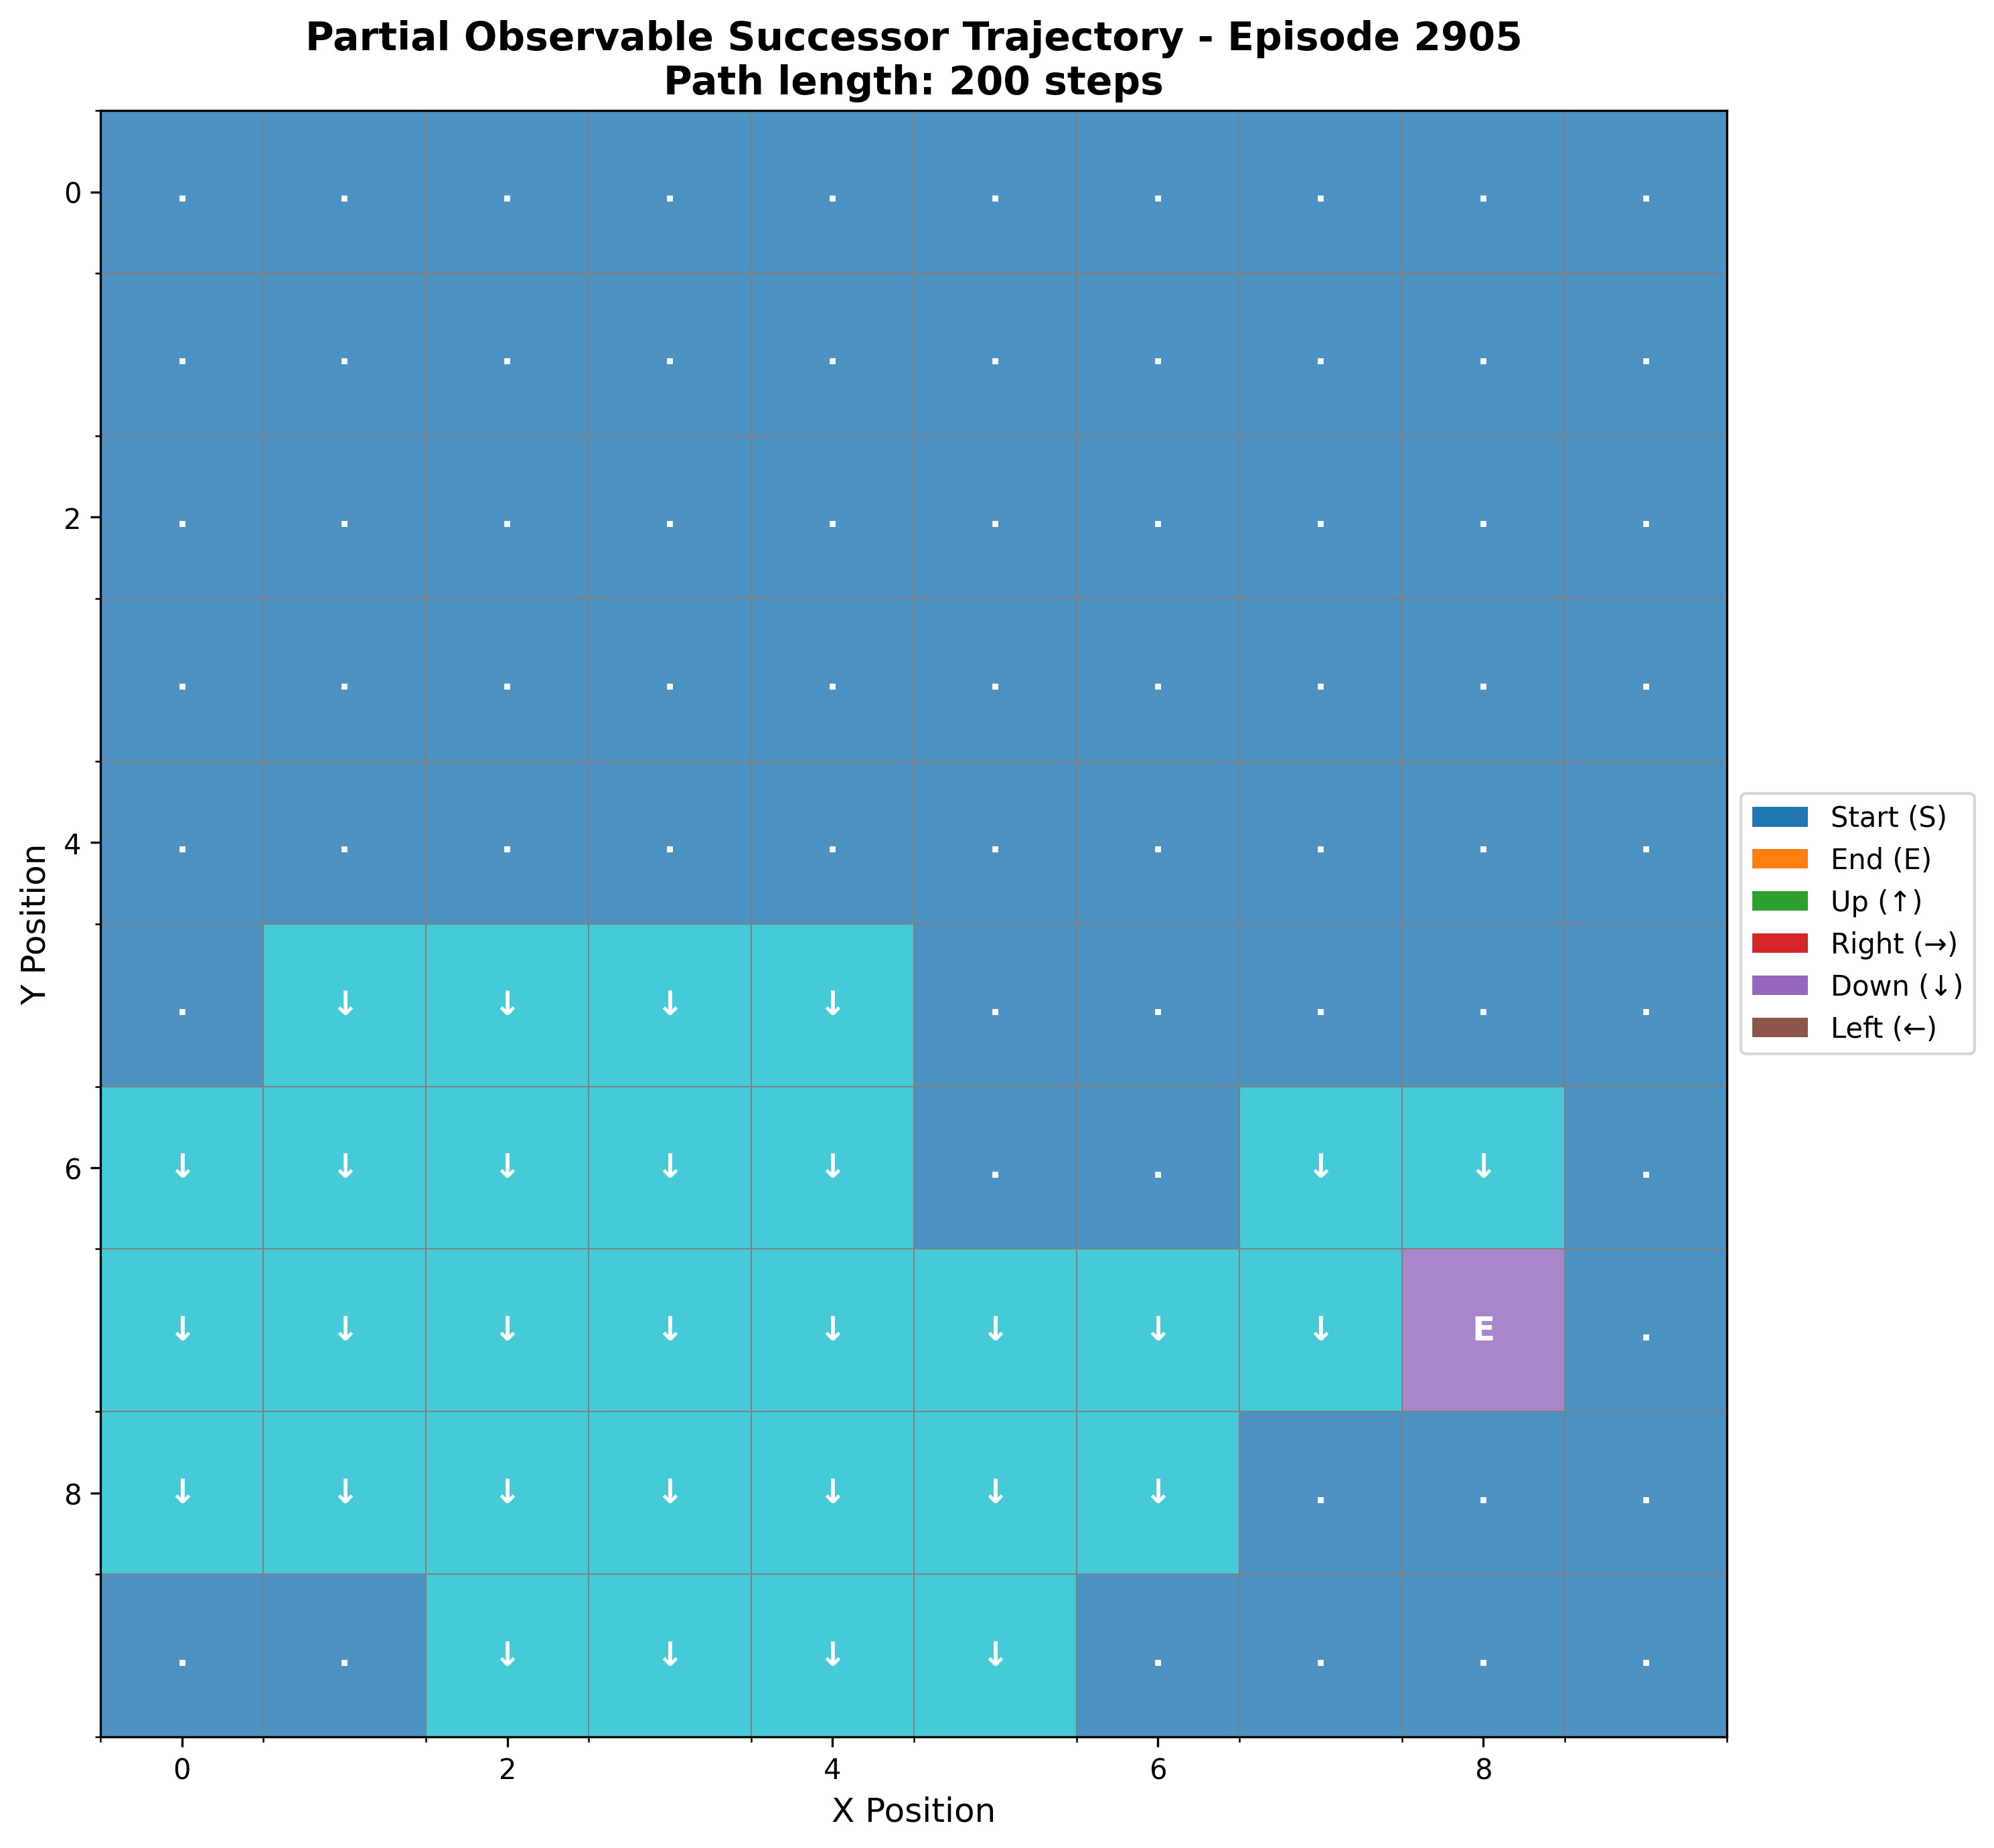 Partial Observable Successor Trajectory - Episode 2905
Path length: 200 steps
0 . . . . . . . . . .
. . . . . . . . . .
2 . . . . . . . . . .
. . . . . . . . . .
4 . . . . . . . . . .
. ↓ ↓ ↓ ↓ . . . . .
6 ↓ ↓ ↓ ↓ ↓ . . ↓ ↓ .
↓ ↓ ↓ ↓ ↓ ↓ ↓ ↓ E .
8 ↓ ↓ ↓ ↓ ↓ ↓ ↓ . . .
. . ↓ ↓ ↓ ↓ . . . .
0 2 4 6 8
X Position
Y Position
Start (S)
End (E)
Up (↑)
Right (→)
Down (↓)
Left (←)